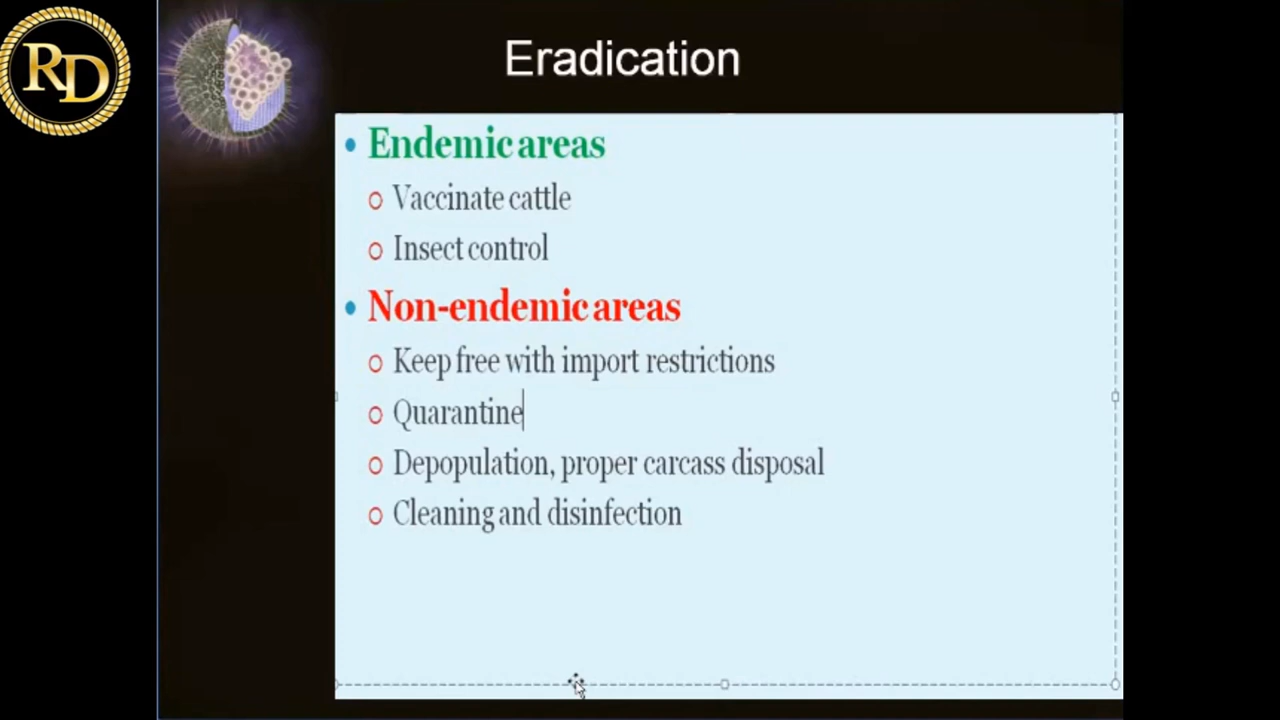 RD
Eradication
• Endemic areas
o Vaccinate cattle
o Insect control
• Non-endemic areas
o Keep free with import restrictions
o Quarantine
o Depopulation, proper carcass disposal
o Cleaning and disinfection